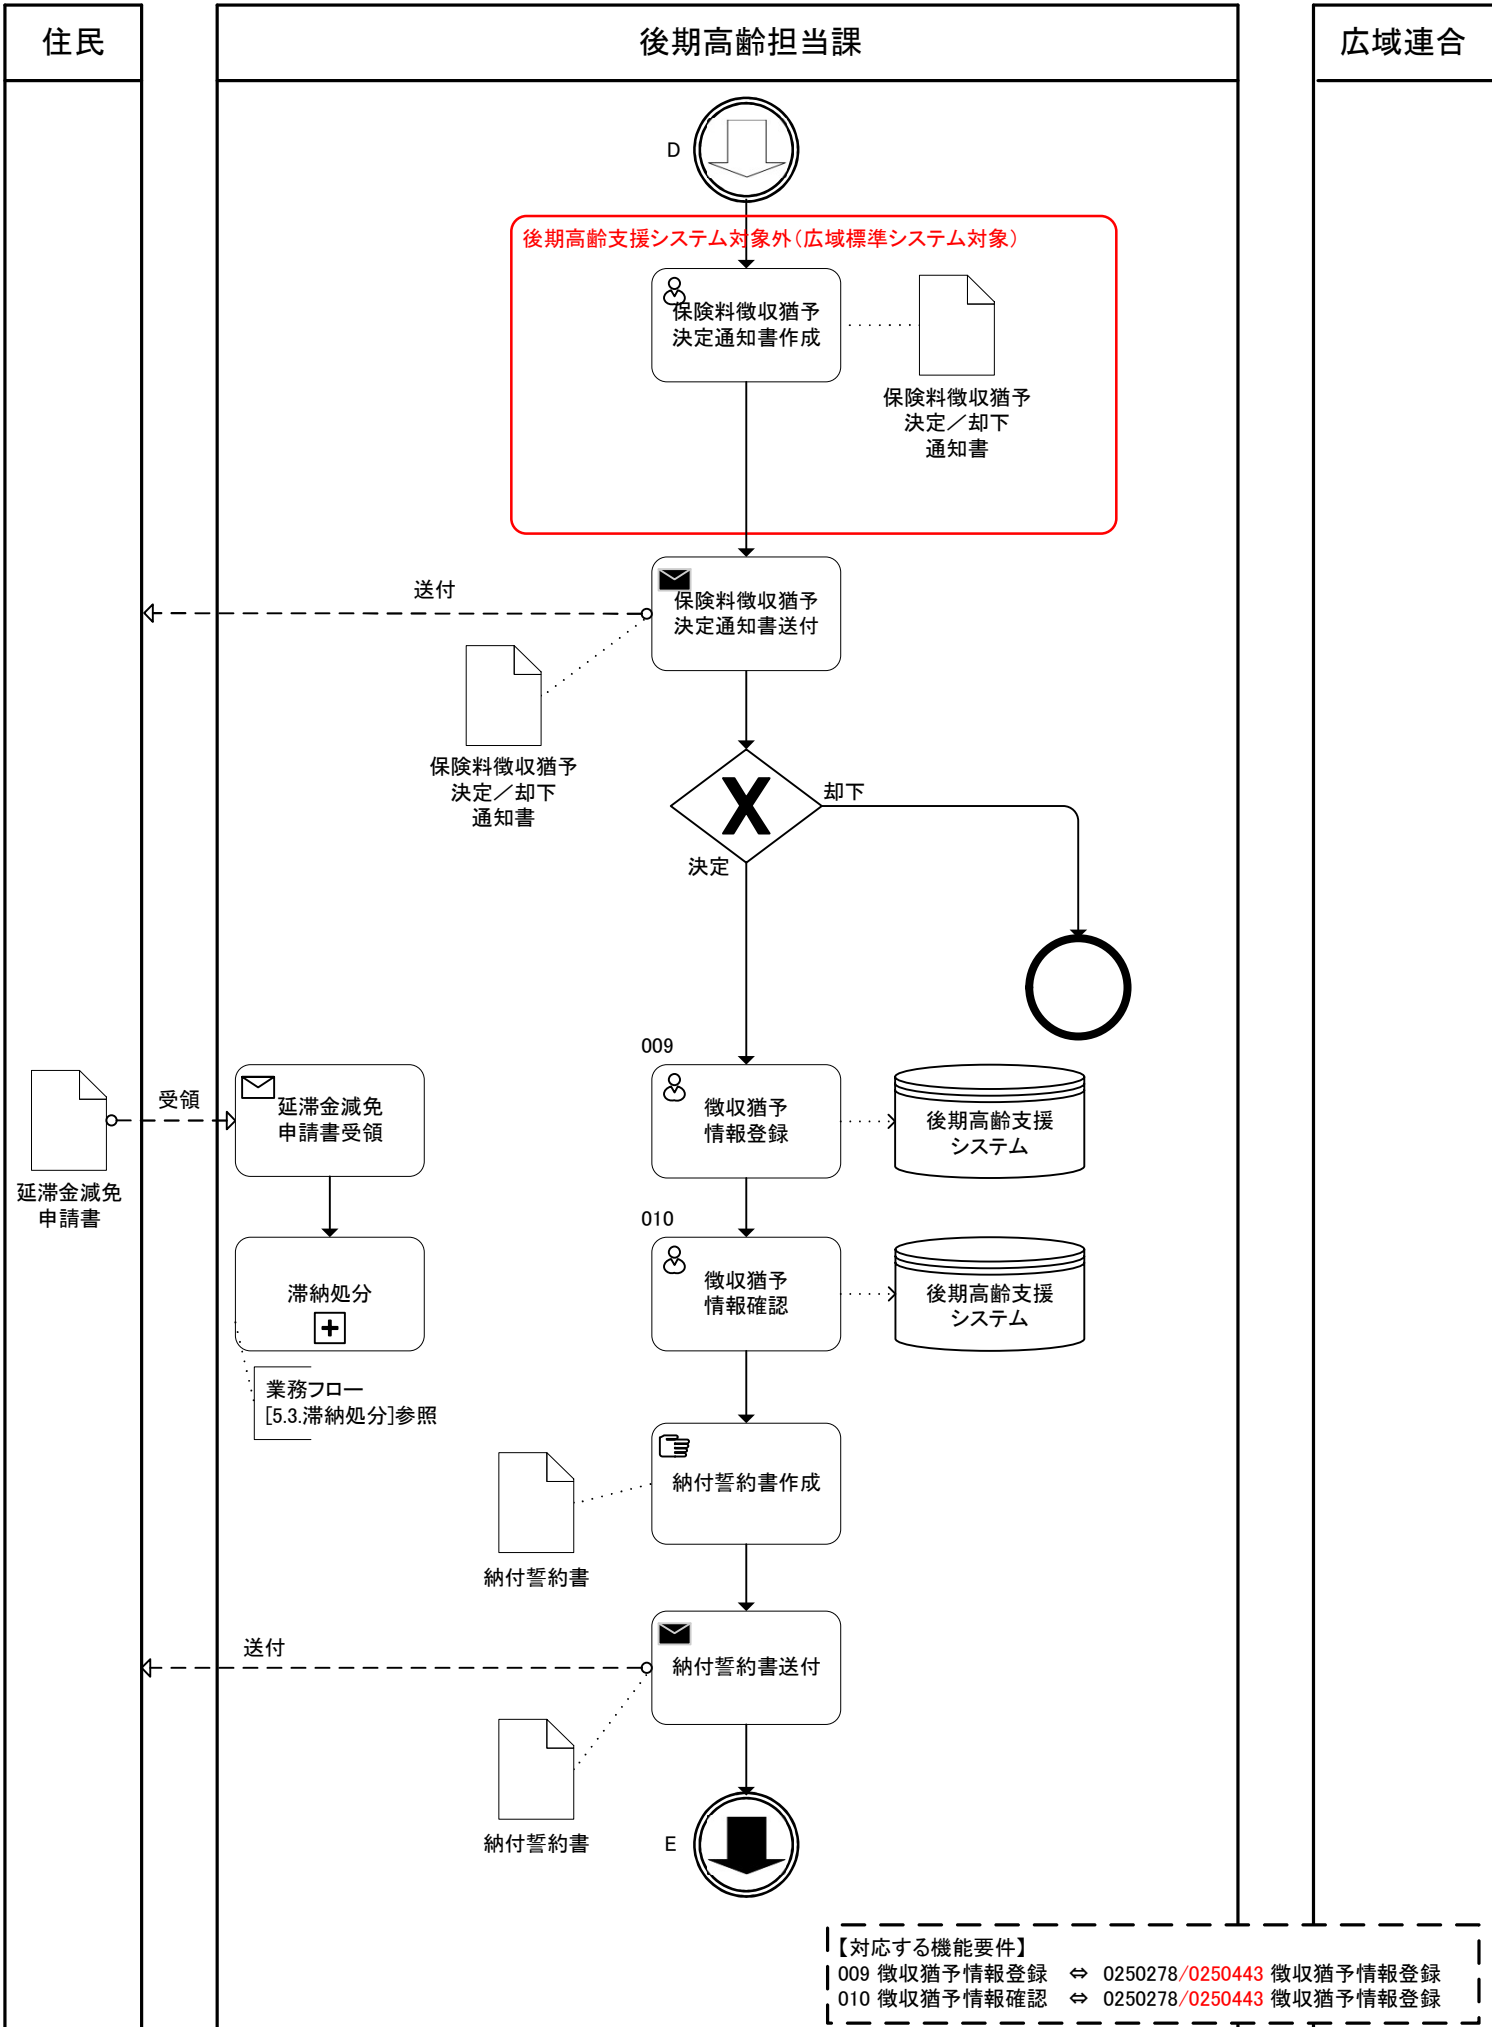 住民
後期高齢担当課
広域連合
D
後期高齢支援システム対象外（広域標準システム対象）
保険料徴収猶予
決定通知書作成
保険料徴収猶予
決定／却下
通知書
送付
保険料徴収猶予
決定通知書送付
保険料徴収猶予
決定／却下
通知書
却下
決定
009
受領
延滞金減免
申請書受領
徴収猶予
情報登録
後期高齢支援
システム
延滞金減免
申請書
010
滞納処分
徴収猶予
情報確認
後期高齢支援
システム
業務フロー
[5.3.滞納処分]参照
納付誓約書作成
納付誓約書
送付
納付誓約書送付
納付誓約書
E
【対応する機能要件】
009 徴収猶予情報登録 ⇔ 0250278/0250443 徴収猶予情報登録
010 徴収猶予情報確認 ⇔ 0250278/0250443 徴収猶予情報登録